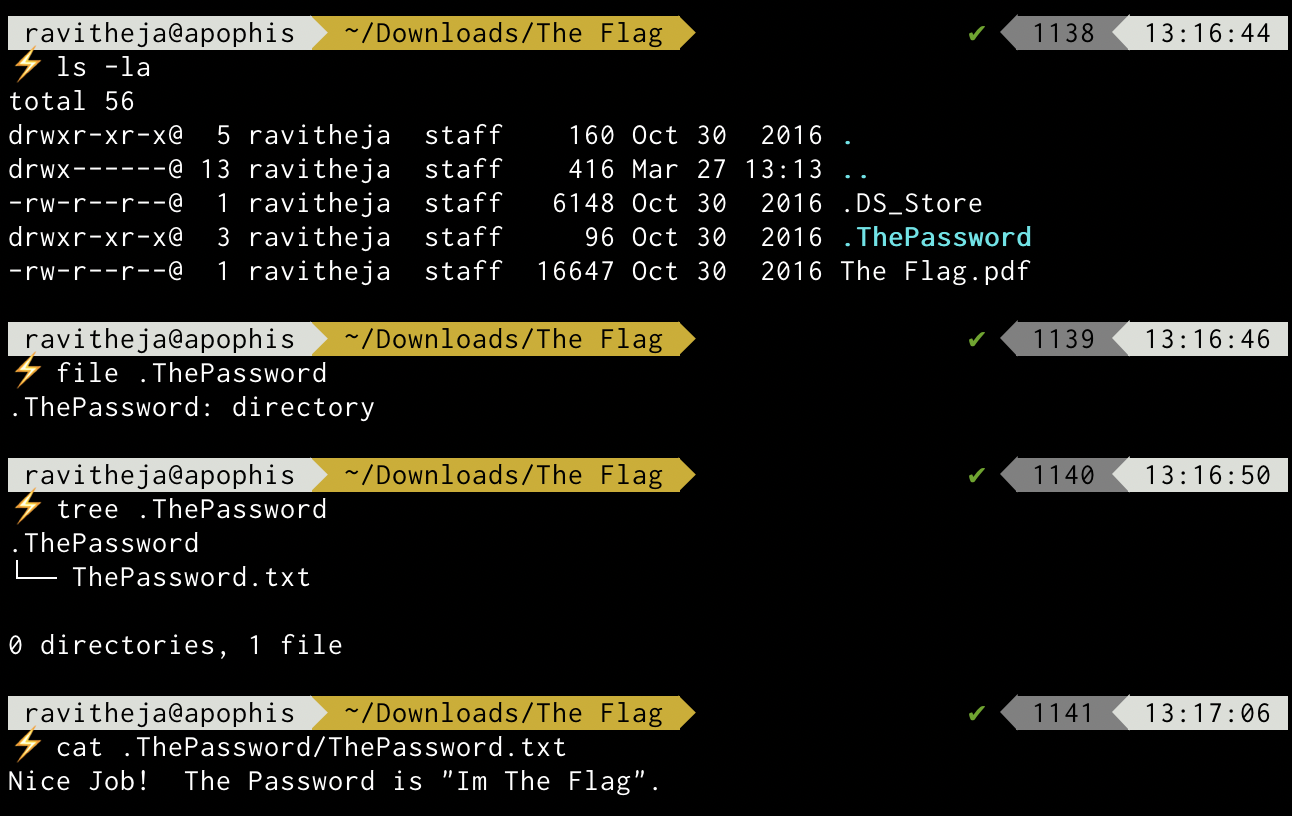 ravitheja@apophis ~/Downloads/The Flag ✔ 1138 13:16:44
⚡ ls -la
total 56
drwxr-xr-x@  5 ravitheja  staff    160 Oct 30  2016 .
drwx------@ 13 ravitheja  staff    416 Mar 27 13:13 ..
-rw-r--r--@  1 ravitheja  staff   6148 Oct 30  2016 .DS_Store
drwxr-xr-x@  3 ravitheja  staff     96 Oct 30  2016 .ThePassword
-rw-r--r--@  1 ravitheja  staff  16647 Oct 30  2016 The Flag.pdf
ravitheja@apophis ~/Downloads/The Flag ✔ 1139 13:16:46
⚡ file .ThePassword
.ThePassword: directory
ravitheja@apophis ~/Downloads/The Flag ✔ 1140 13:16:50
⚡ tree .ThePassword
.ThePassword
└── ThePassword.txt
0 directories, 1 file
ravitheja@apophis ~/Downloads/The Flag ✔ 1141 13:17:06
⚡ cat .ThePassword/ThePassword.txt
Nice Job!  The Password is "Im The Flag".